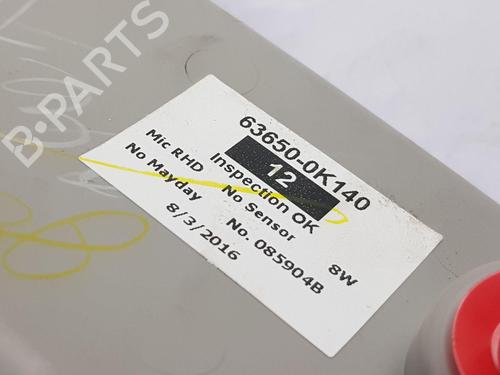 B-PARTS
63650-0K140
12
Inspection OK
Mic RHD No Sensor 8W
No Mayday No. 085904B
8/3/2016